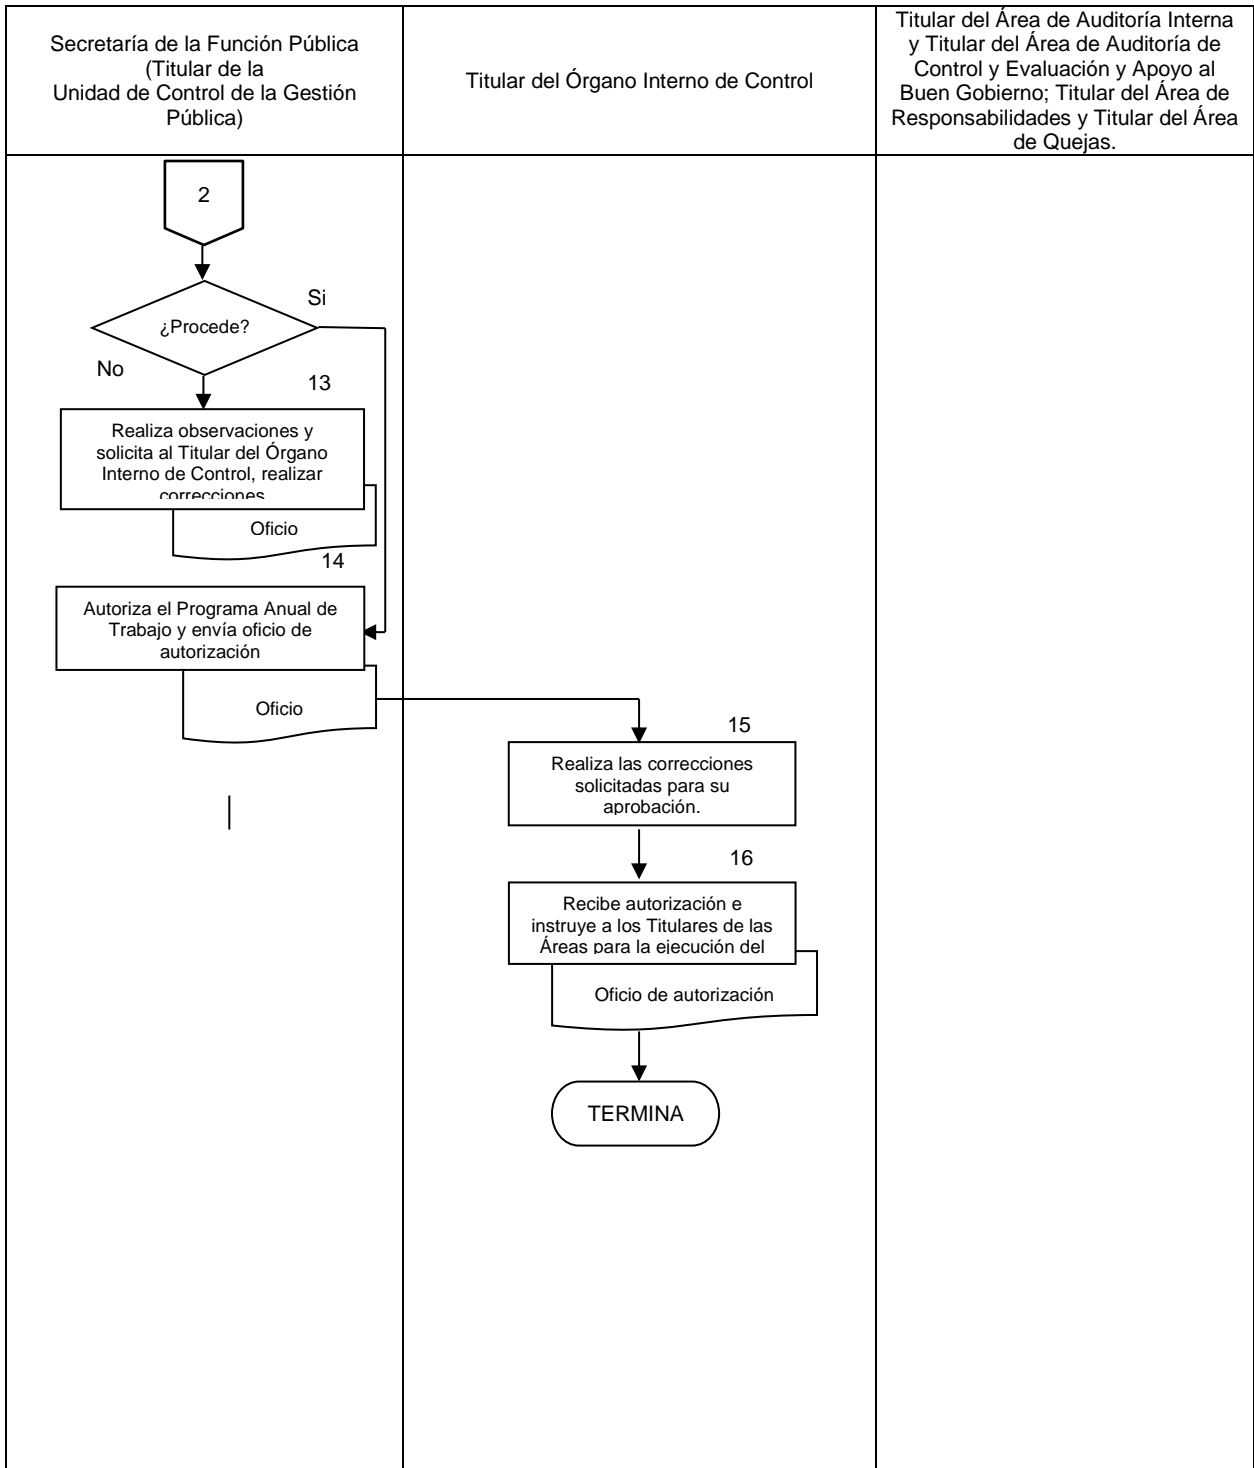 Secretaría de la Función Pública
(Titular de la
Unidad de Control de la Gestión
Pública)
Titular del Órgano Interno de Control
Titular del Área de Auditoría Interna
y Titular del Área de Auditoría de
Control y Evaluación y Apoyo al
Buen Gobierno; Titular del Área de
Responsabilidades y Titular del Área
de Quejas.
2
Si
¿Procede?
No
13
Realiza observaciones y
solicita al Titular del Órgano
Interno de Control, realizar
correcciones
Oficio
14
Autoriza el Programa Anual de
Trabajo y envía oficio de
autorización
Oficio
15
Realiza las correcciones
solicitadas para su
aprobación.
16
Recibe autorización e
instruye a los Titulares de las
Áreas para la ejecución del
Oficio de autorización
TERMINA